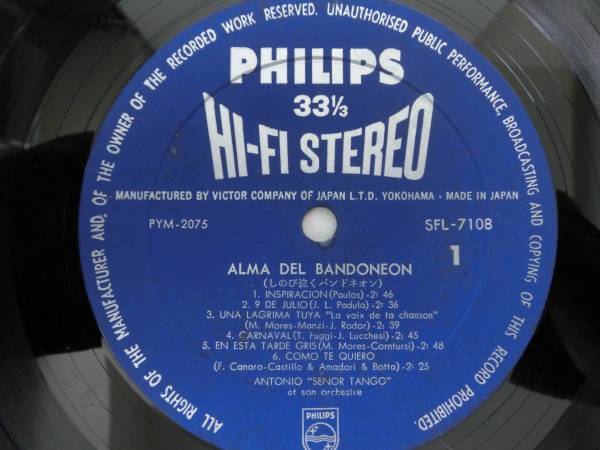 ALL RIGHTS OF THE MANUFACTURER AND OF THE OWNER OF THE RECORDED WORK RESERVED. UNAUTHORISED PUBLIC PERFORMANCE, BROADCASTING AND COPYING OF THIS RECORD PROHIBITED.
PHILIPS
33⅓
HI-FI STEREO
MANUFACTURED BY VICTOR COMPANY OF JAPAN L.T.D. YOKOHAMA - MADE IN JAPAN
PYM-2075 SFL-7108
1
ALMA DEL BANDONEON
(しのび泣くバンドネオン)
1. INSPIRACION(Paulos)-2: 46
2. 9 DE JULIO(J. L. Padula)-2: 36
3. UNA LAGRIMA TUYA "La voix de ta chanson"
(M. Mores-Manzi-J. Rodor)-2: 39
4. CARNAVAL(T. Fuggi-J. Lucchesi)-2: 45
5. EN ESTA TARDE GRIS(M. Mores-Corntursi)-2: 48
6. COMO TE QUIERO
(F. Canaro-Castillo & Amadori & Botta)-2: 25
ANTONIO "SENOR TANGO"
et son orchestre
PHILIPS